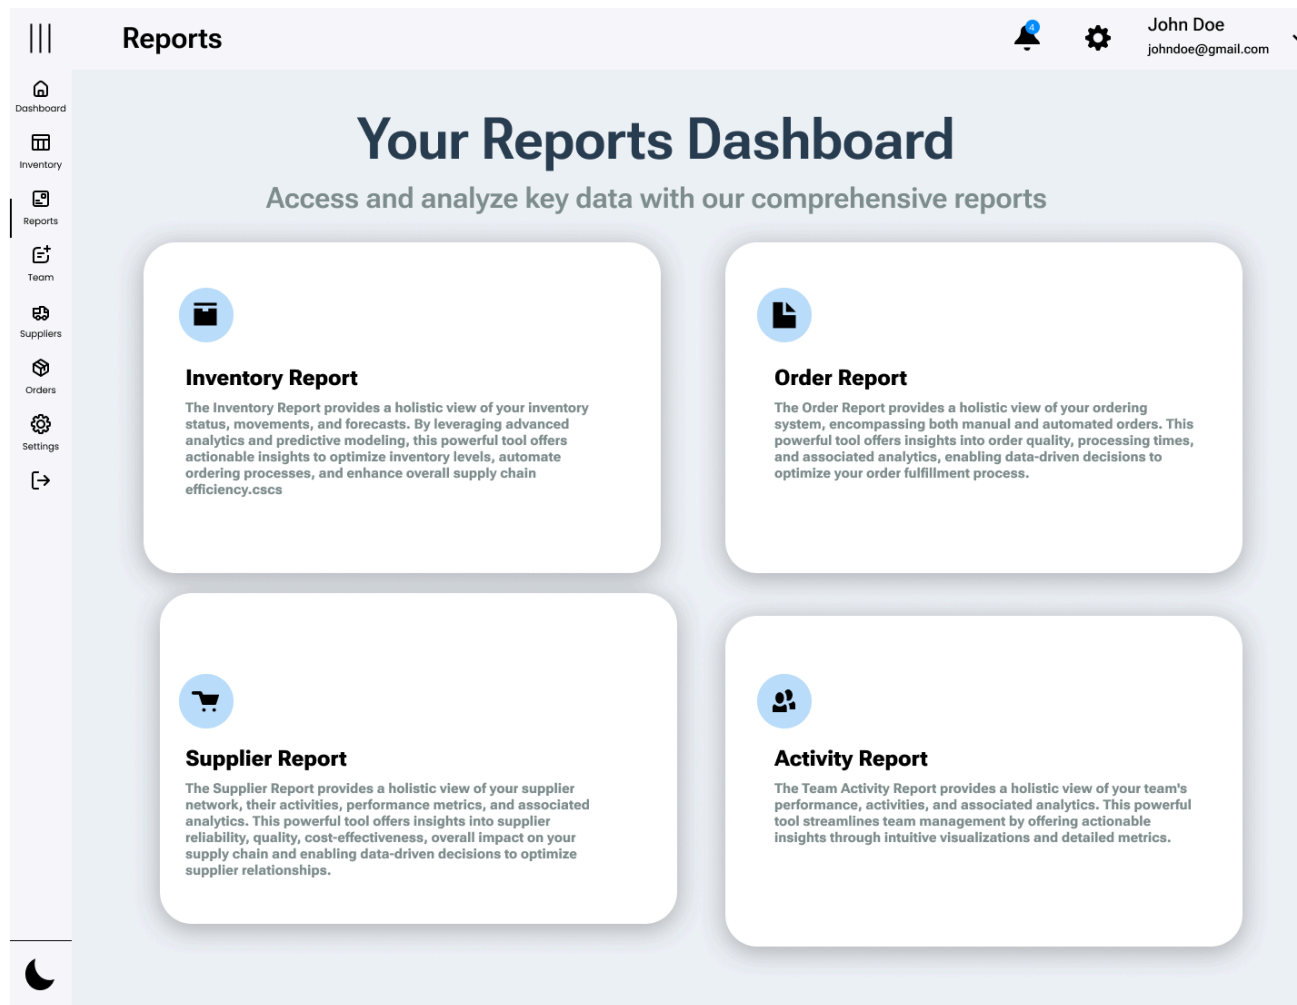 Reports
4
John Doe
johndoe@gmail.com
Dashboard
Inventory
Reports
Team
Suppliers
Orders
Settings
Your Reports Dashboard
Access and analyze key data with our comprehensive reports
Inventory Report
The Inventory Report provides a holistic view of your inventory
status, movements, and forecasts. By leveraging advanced
analytics and predictive modeling, this powerful tool offers
actionable insights to optimize inventory levels, automate
ordering processes, and enhance overall supply chain
efficiency.cscs
Order Report
The Order Report provides a holistic view of your ordering
system, encompassing both manual and automated orders. This
powerful tool offers insights into order quality, processing times,
and associated analytics, enabling data-driven decisions to
optimize your order fulfillment process.
Supplier Report
The Supplier Report provides a holistic view of your supplier
network, their activities, performance metrics, and associated
analytics. This powerful tool offers insights into supplier
reliability, quality, cost-effectiveness, overall impact on your
supply chain and enabling data-driven decisions to optimize
supplier relationships.
Activity Report
The Team Activity Report provides a holistic view of your team's
performance, activities, and associated analytics. This powerful
tool streamlines team management by offering actionable
insights through intuitive visualizations and detailed metrics.